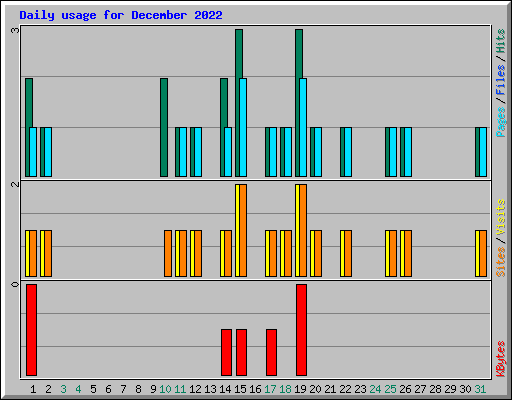 Daily usage for December 2022
3
2
0
Pages/Files/Hits
Sites/Visits
KBytes
1 2 3 4 5 6 7 8 9 10 11 12 13 14 15 16 17 18 19 20 21 22 23 24 25 26 27 28 29 30 31